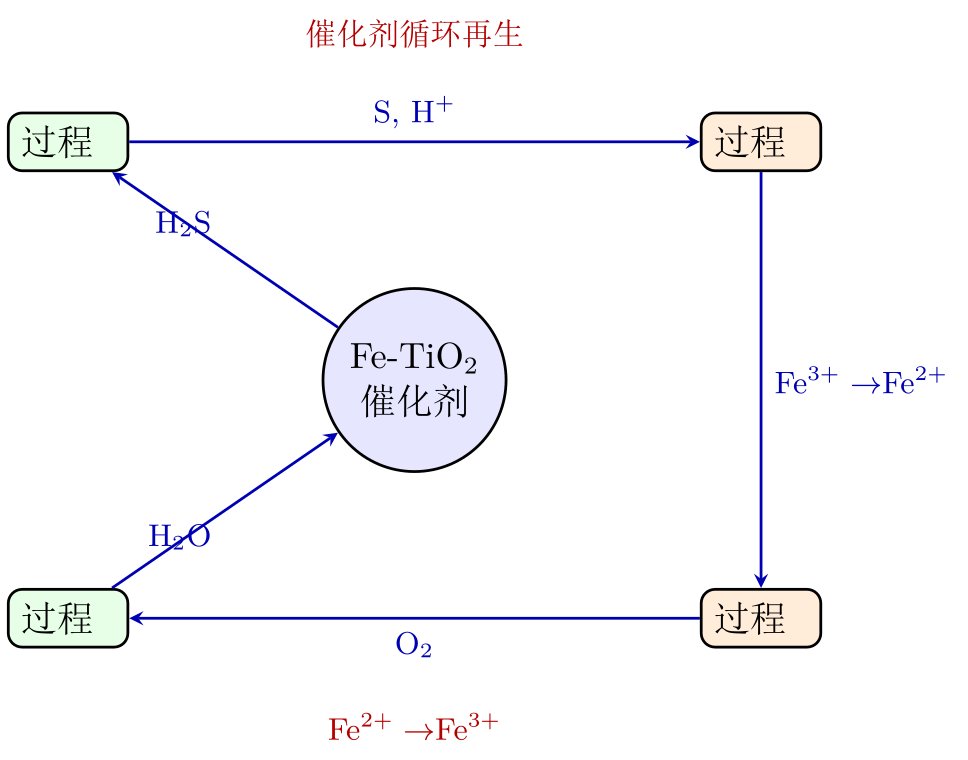 催化剂循环再生
S, H⁺
过程
过程
H₂S
Fe-TiO₂
催化剂
Fe³⁺ →Fe²⁺
H₂O
过程
过程
O₂
Fe²⁺ →Fe³⁺